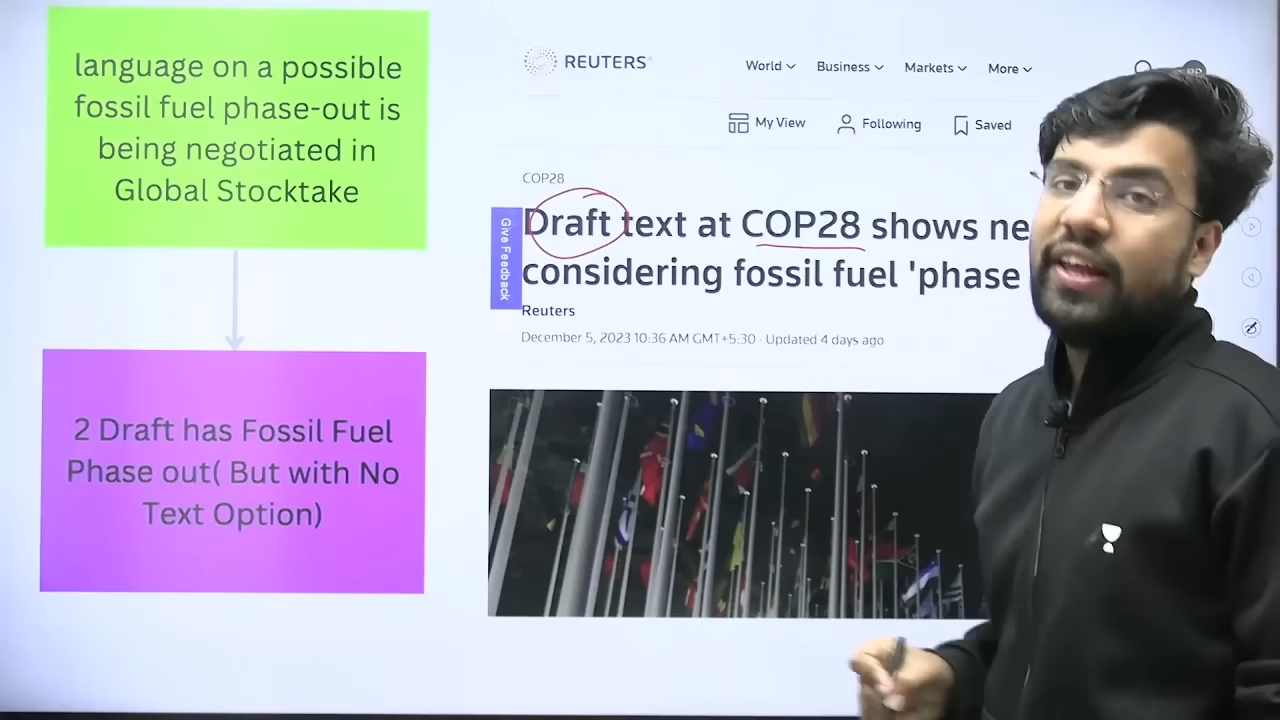 language on a possible
fossil fuel phase-out is
being negotiated in
Global Stocktake
2 Draft has Fossil Fuel
Phase out( But with No
Text Option)
REUTERS
World
Business
Markets
More
My View
Following
Saved
COP28
Draft text at COP28 shows ne
considering fossil fuel 'phase
Give Feedback
Reuters
December 5, 2023 10:36 AM GMT+5:30 · Updated 4 days ago